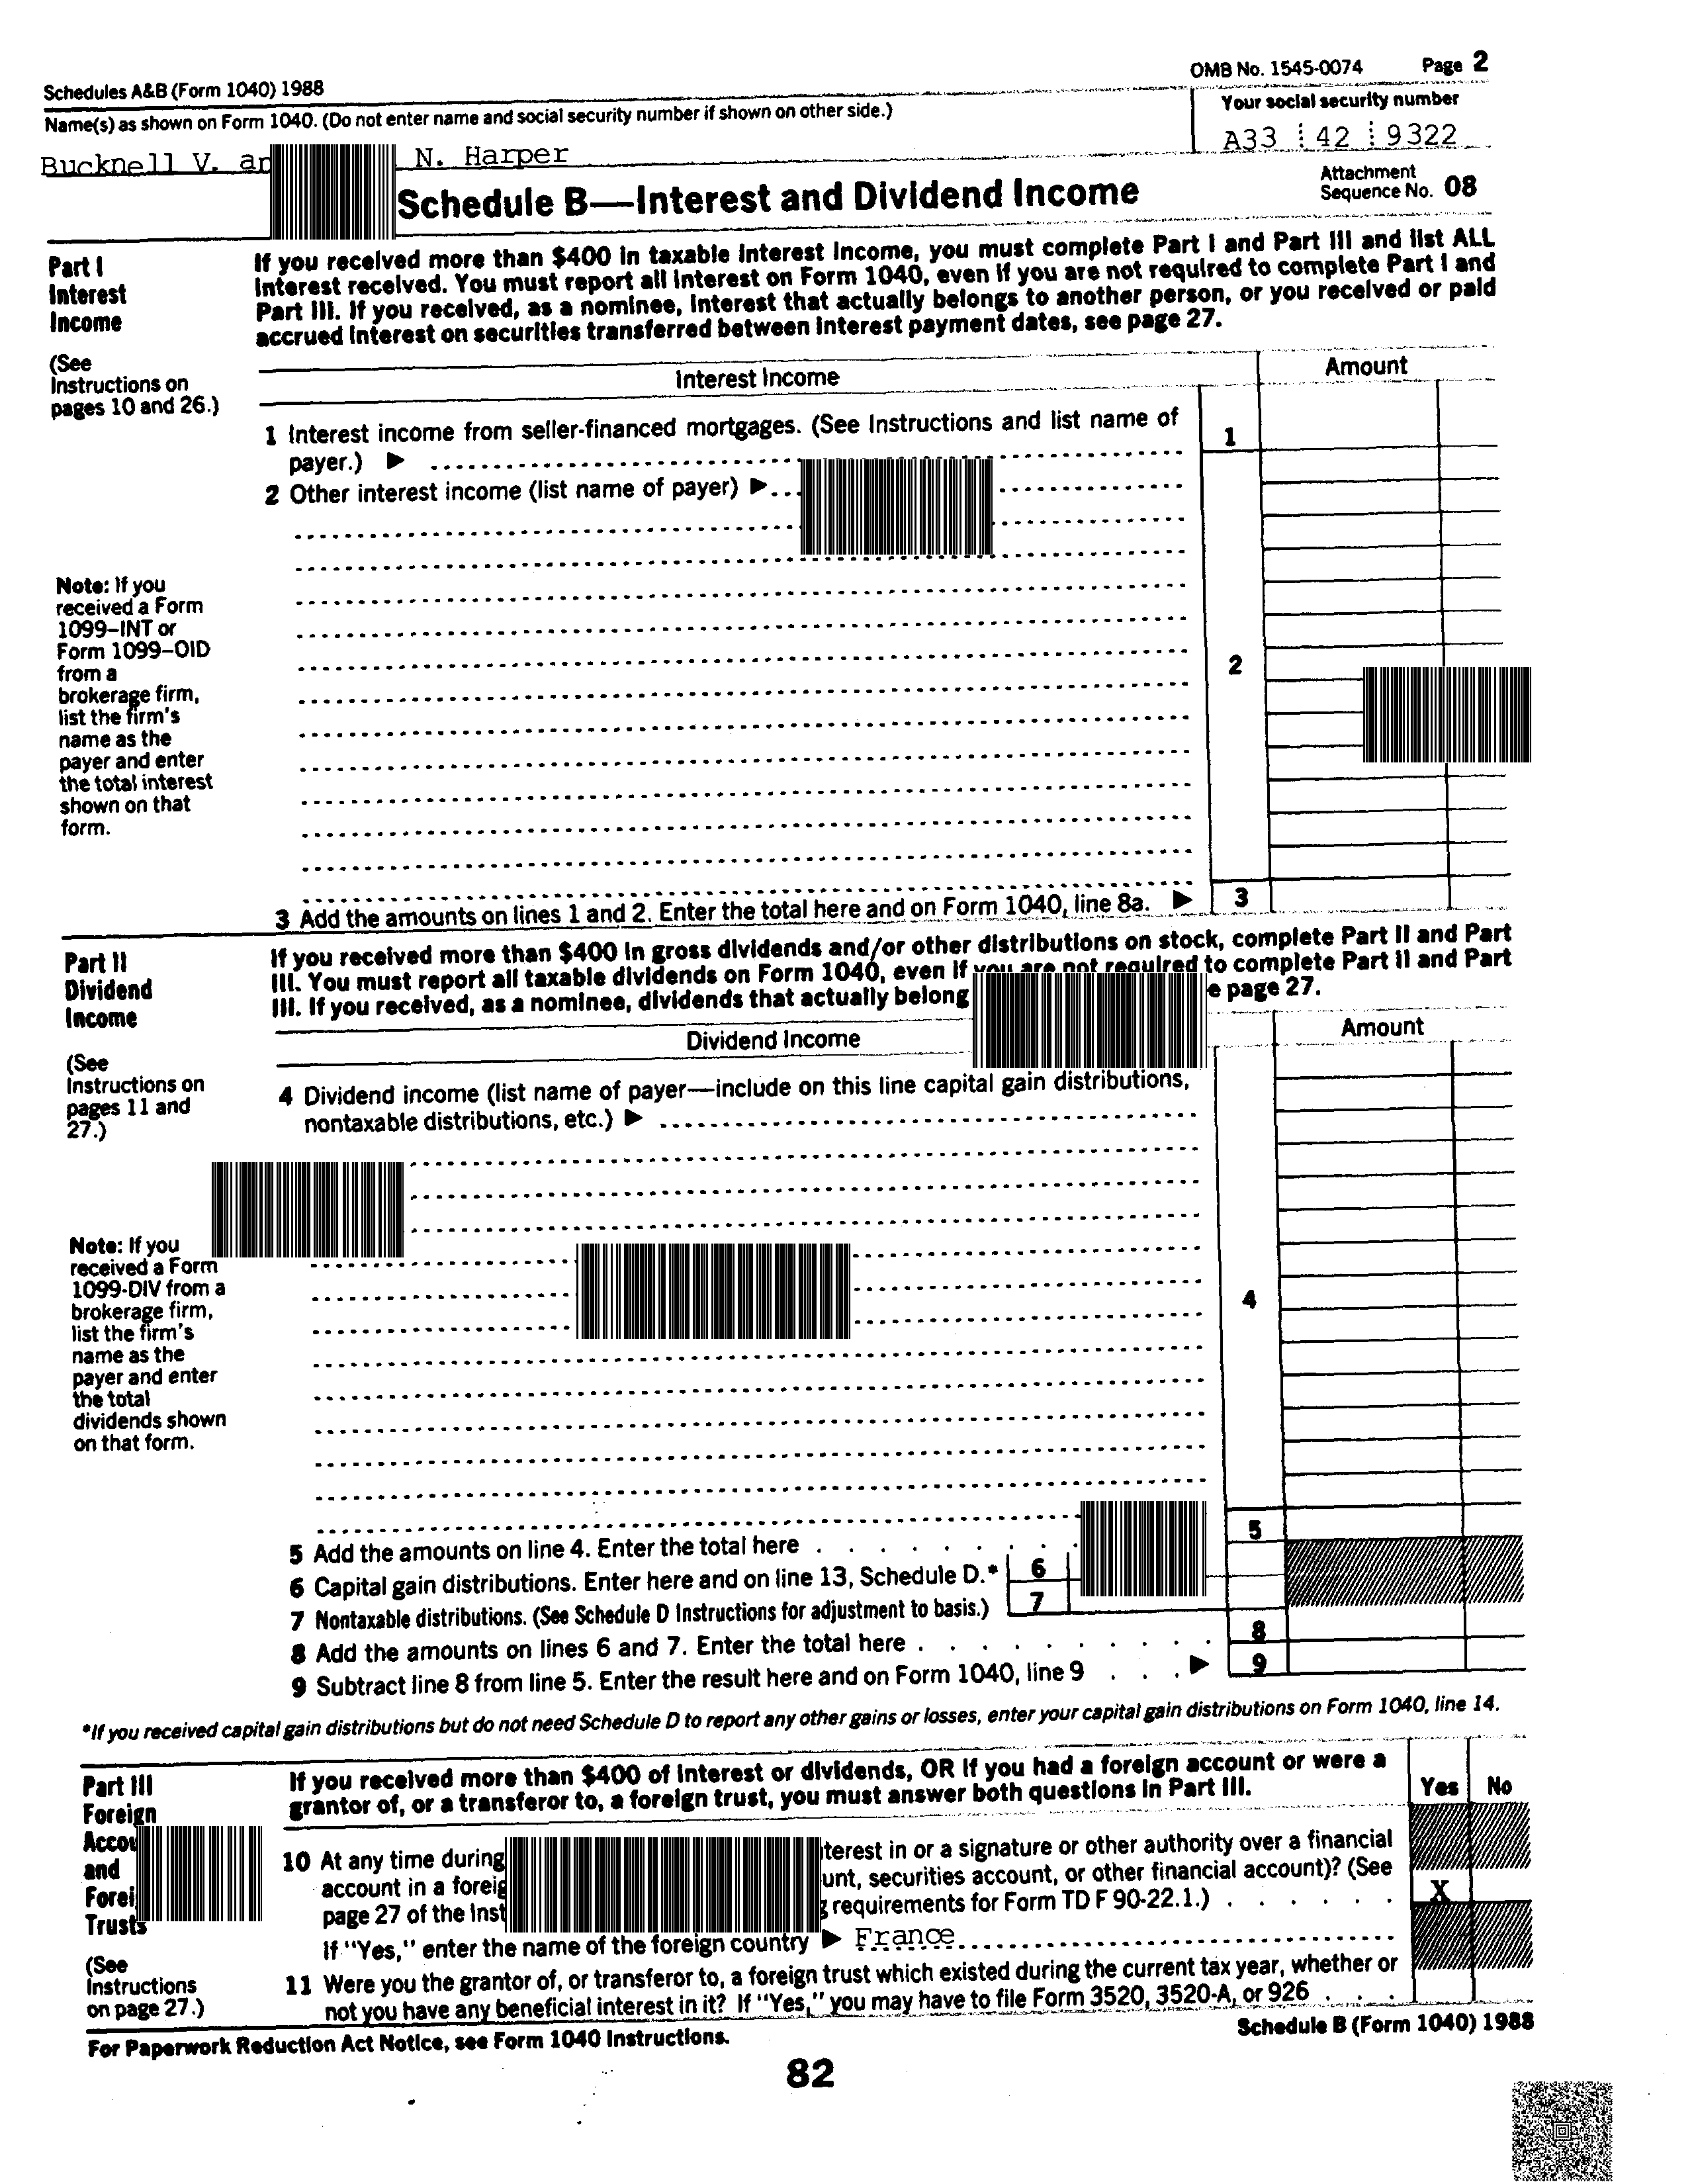 Schedules A&B (Form 1040) 1988 OMB No. 1545-0074 Page 2
Name(s) as shown on Form 1040. (Do not enter name and social security number if shown on other side.) Your social security number
Bucknell V. N. Harper A33 42 9322
Schedule B—Interest and Dividend Income Attachment Sequence No. 08
Part I
Interest
Income
(See
Instructions on
pages 10 and 26.)
If you received more than $400 in taxable interest income, you must complete Part I and Part III and list ALL
interest received. You must report all interest on Form 1040, even if you are not required to complete Part I and
Part III. If you received, as a nominee, interest that actually belongs to another person, or you received or paid
accrued interest on securities transferred between interest payment dates, see page 27.
Interest Income Amount
1 Interest income from seller-financed mortgages. (See Instructions and list name of
payer.) ▶ 1
2 Other interest income (list name of payer) ▶
Note: If you
received a Form
1099–INT or
Form 1099–OID
from a
brokerage firm,
list the firm's
name as the
payer and enter
the total interest
shown on that
form.
2
3 Add the amounts on lines 1 and 2. Enter the total here and on Form 1040, line 8a. ▶ 3
Part II
Dividend
Income
(See
Instructions on
pages 11 and
27.)
If you received more than $400 in gross dividends and/or other distributions on stock, complete Part II and Part
III. You must report all taxable dividends on Form 1040, even if you are not required to complete Part II and Part
III. If you received, as a nominee, dividends that actually belong page 27.
Dividend Income Amount
4 Dividend income (list name of payer—include on this line capital gain distributions,
nontaxable distributions, etc.) ▶
Note: If you
received a Form
1099-DIV from a
brokerage firm,
list the firm's
name as the
payer and enter
the total
dividends shown
on that form.
4
5 Add the amounts on line 4. Enter the total here 5
6 Capital gain distributions. Enter here and on line 13, Schedule D.* 6
7 Nontaxable distributions. (See Schedule D Instructions for adjustment to basis.) 7
8 Add the amounts on lines 6 and 7. Enter the total here 8
9 Subtract line 8 from line 5. Enter the result here and on Form 1040, line 9 ▶ 9
*If you received capital gain distributions but do not need Schedule D to report any other gains or losses, enter your capital gain distributions on Form 1040, line 14.
Part III
Foreign
and
Trusts
(See
Instructions
on page 27.)
If you received more than $400 of interest or dividends, OR if you had a foreign account or were a
grantor of, or a transferor to, a foreign trust, you must answer both questions in Part III. Yes No
10 At any time during in or a signature or other authority over a financial
account in a securities account, or other financial account)? (See
page 27 of the requirements for Form TD F 90-22.1.) X
If "Yes," enter the name of the foreign country ▶ France
11 Were you the grantor of, or transferor to, a foreign trust which existed during the current tax year, whether or
not you have any beneficial interest in it? If "Yes," you may have to file Form 3520, 3520-A, or 926
For Paperwork Reduction Act Notice, see Form 1040 Instructions. Schedule B (Form 1040) 1988
82